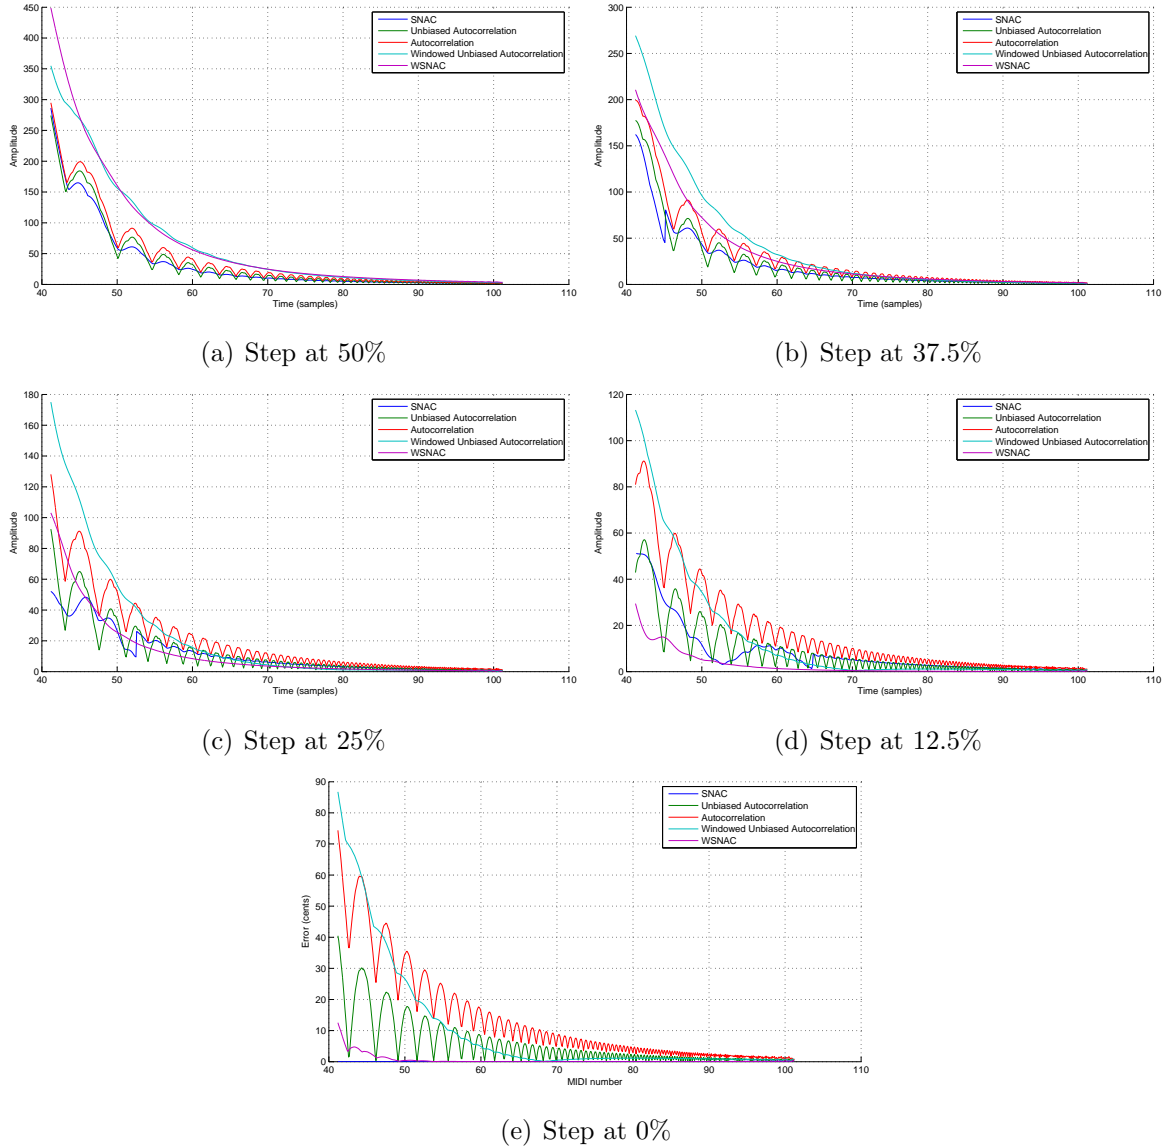 450
400
350
300
250
200
150
100
50
0
Amplitude
40 50 60 70 80 90 100 110
Time (samples)
SNAC
Unbiased Autocorrelation
Autocorrelation
Windowed Unbiased Autocorrelation
WSNAC
(a) Step at 50%
300
250
200
150
100
50
0
Amplitude
40 50 60 70 80 90 100 110
Time (samples)
SNAC
Unbiased Autocorrelation
Autocorrelation
Windowed Unbiased Autocorrelation
WSNAC
(b) Step at 37.5%
180
160
140
120
100
80
60
40
20
0
Amplitude
40 50 60 70 80 90 100 110
Time (samples)
SNAC
Unbiased Autocorrelation
Autocorrelation
Windowed Unbiased Autocorrelation
WSNAC
(c) Step at 25%
120
100
80
60
40
20
0
Amplitude
40 50 60 70 80 90 100 110
Time (samples)
SNAC
Unbiased Autocorrelation
Autocorrelation
Windowed Unbiased Autocorrelation
WSNAC
(d) Step at 12.5%
90
80
70
60
50
40
30
20
10
0
Error (cents)
40 50 60 70 80 90 100 110
MIDI number
SNAC
Unbiased Autocorrelation
Autocorrelation
Windowed Unbiased Autocorrelation
WSNAC
(e) Step at 0%